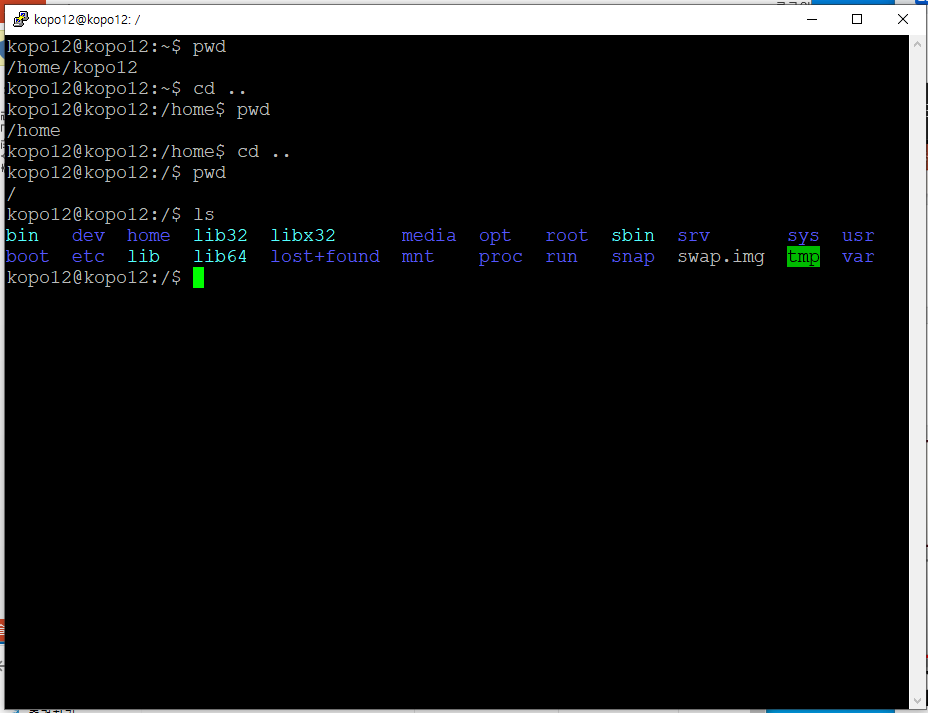 kopo12@kopo12: /
kopo12@kopo12:~$ pwd
/home/kopo12
kopo12@kopo12:~$ cd ..
kopo12@kopo12:/home$ pwd
/home
kopo12@kopo12:/home$ cd ..
kopo12@kopo12:/$ pwd
/
kopo12@kopo12:/$ ls
bin dev home lib32 libx32 media opt root sbin srv sys usr
boot etc lib lib64 lost+found mnt proc run snap swap.img tmp var
kopo12@kopo12:/$